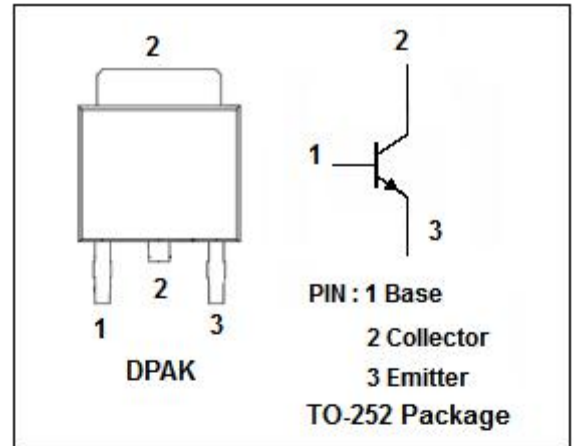 2
2
1
3
1
2
3
DPAK
PIN : 1 Base
2 Collector
3 Emitter
TO-252 Package